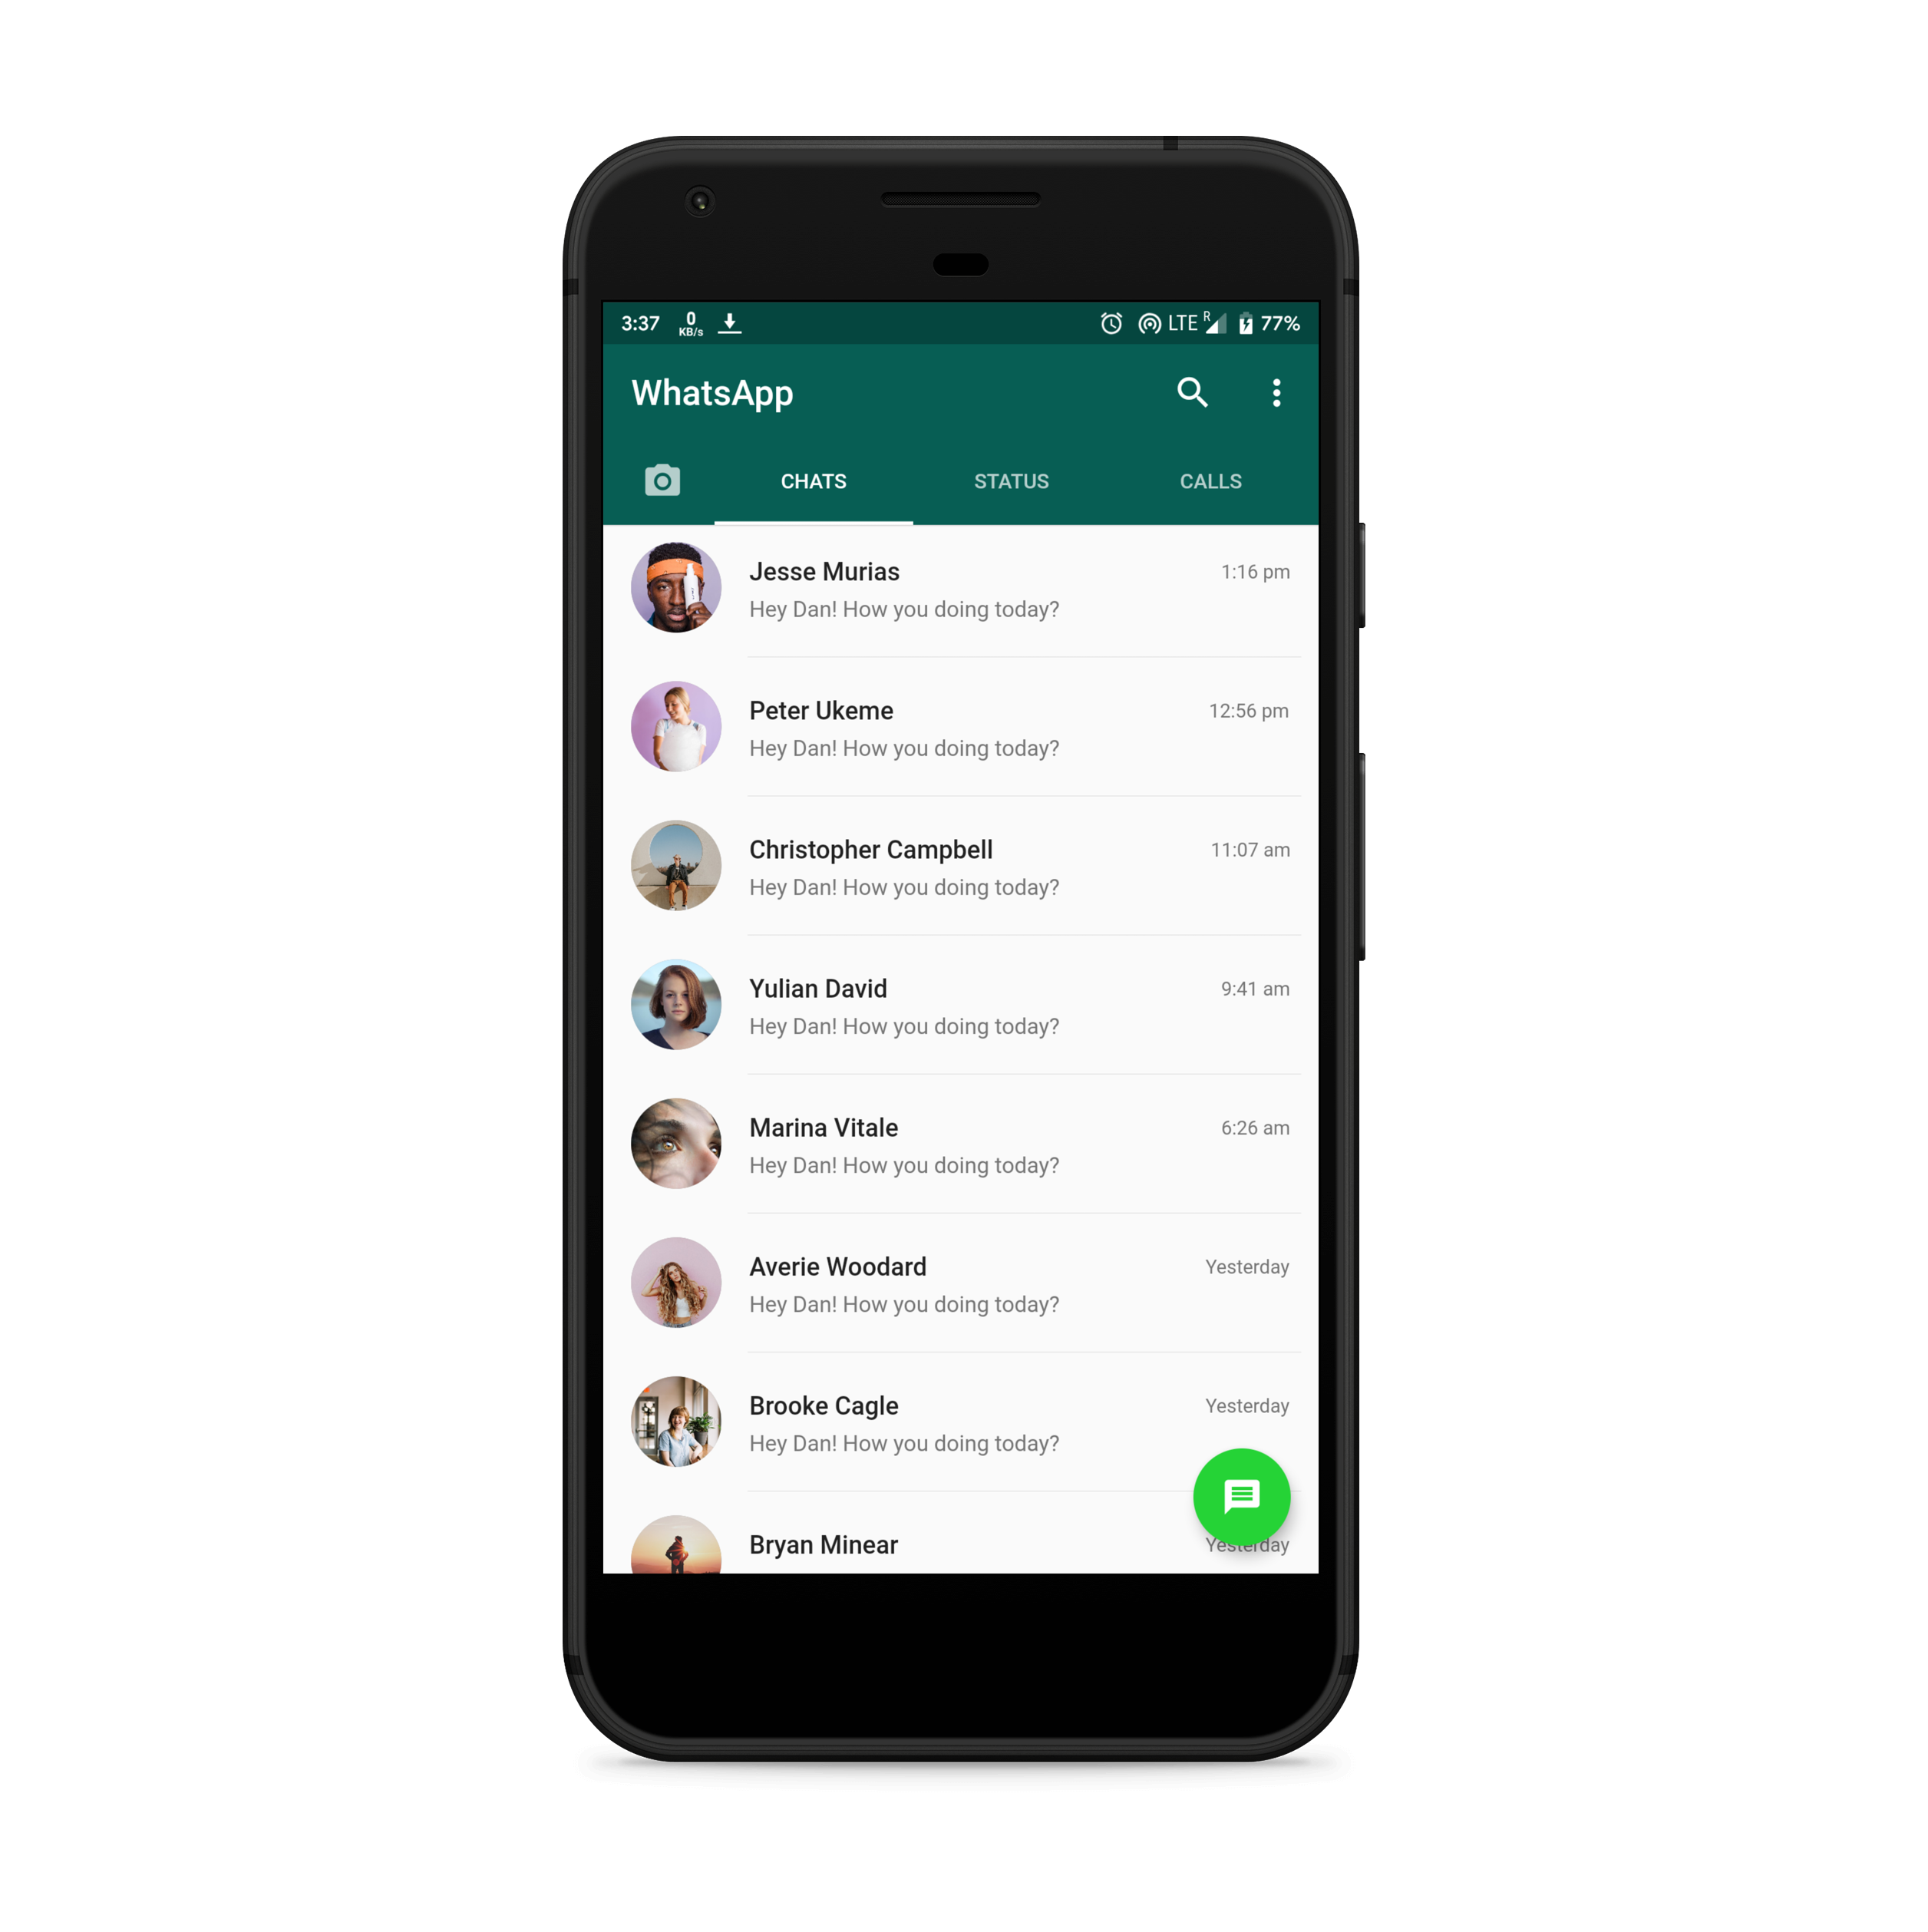 3:37 0 KB/s LTE R 77%
WhatsApp
CHATS STATUS CALLS
Jesse Murias 1:16 pm
Hey Dan! How you doing today?
Peter Ukeme 12:56 pm
Hey Dan! How you doing today?
Christopher Campbell 11:07 am
Hey Dan! How you doing today?
Yulian David 9:41 am
Hey Dan! How you doing today?
Marina Vitale 6:26 am
Hey Dan! How you doing today?
Averie Woodard Yesterday
Hey Dan! How you doing today?
Brooke Cagle Yesterday
Hey Dan! How you doing today?
Bryan Minear Yesterday